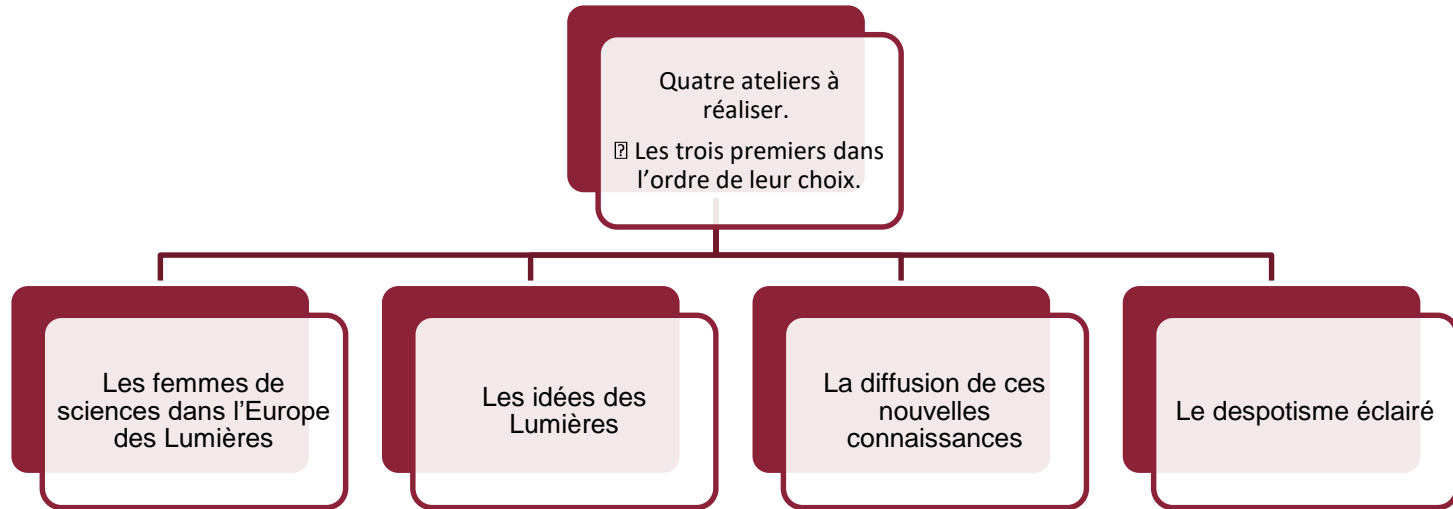 Quatre ateliers à
réaliser.
⍰ Les trois premiers dans
l’ordre de leur choix.
Les femmes de
sciences dans l’Europe
des Lumières
Les idées des
Lumières
La diffusion de ces
nouvelles
connaissances
Le despotisme éclairé